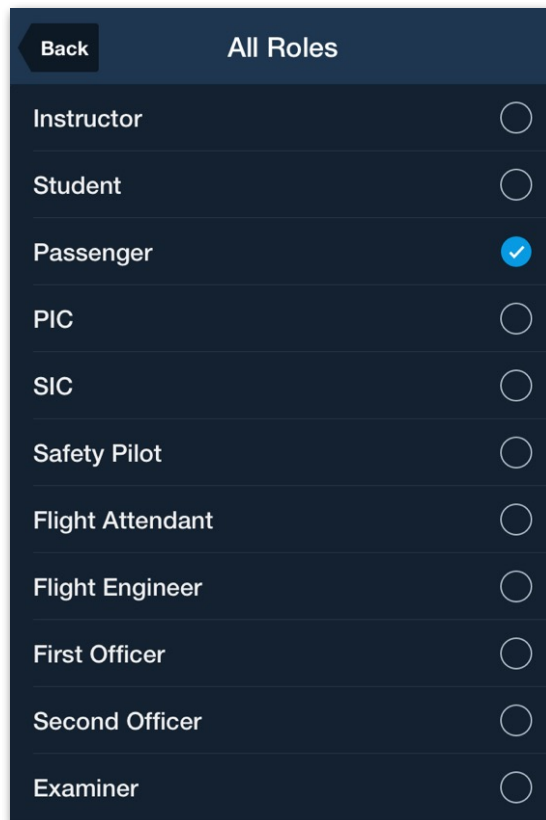 Back
All Roles
Instructor
Student
Passenger
PIC
SIC
Safety Pilot
Flight Attendant
Flight Engineer
First Officer
Second Officer
Examiner